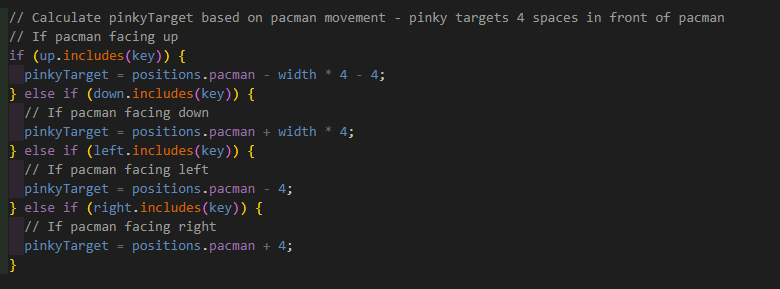 // Calculate pinkyTarget based on pacman movement - pinky targets 4 spaces in front of pacman
// If pacman facing up
if (up.includes(key)) {
  pinkyTarget = positions.pacman - width * 4 - 4;
} else if (down.includes(key)) {
  // If pacman facing down
  pinkyTarget = positions.pacman + width * 4;
} else if (left.includes(key)) {
  // If pacman facing left
  pinkyTarget = positions.pacman - 4;
} else if (right.includes(key)) {
  // If pacman facing right
  pinkyTarget = positions.pacman + 4;
}